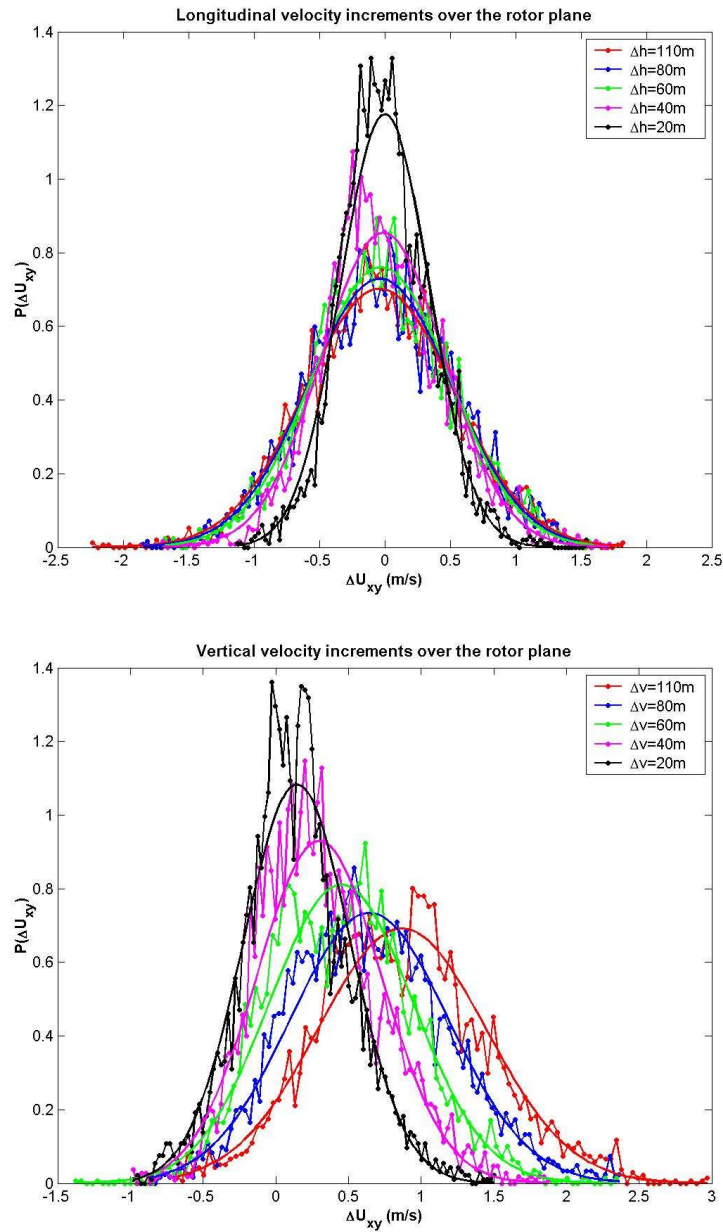 Longitudinal velocity increments over the rotor plane
1.4
1.2
1
0.8
0.6
0.4
0.2
0
P(ΔU_xy)
Δh=110m
Δh=80m
Δh=60m
Δh=40m
Δh=20m
-2.5 -2 -1.5 -1 -0.5 0 0.5 1 1.5 2 2.5
ΔU_xy (m/s)
Vertical velocity increments over the rotor plane
1.4
1.2
1
0.8
0.6
0.4
0.2
0
P(ΔU_xy)
Δv=110m
Δv=80m
Δv=60m
Δv=40m
Δv=20m
-1.5 -1 -0.5 0 0.5 1 1.5 2 2.5 3
ΔU_xy (m/s)